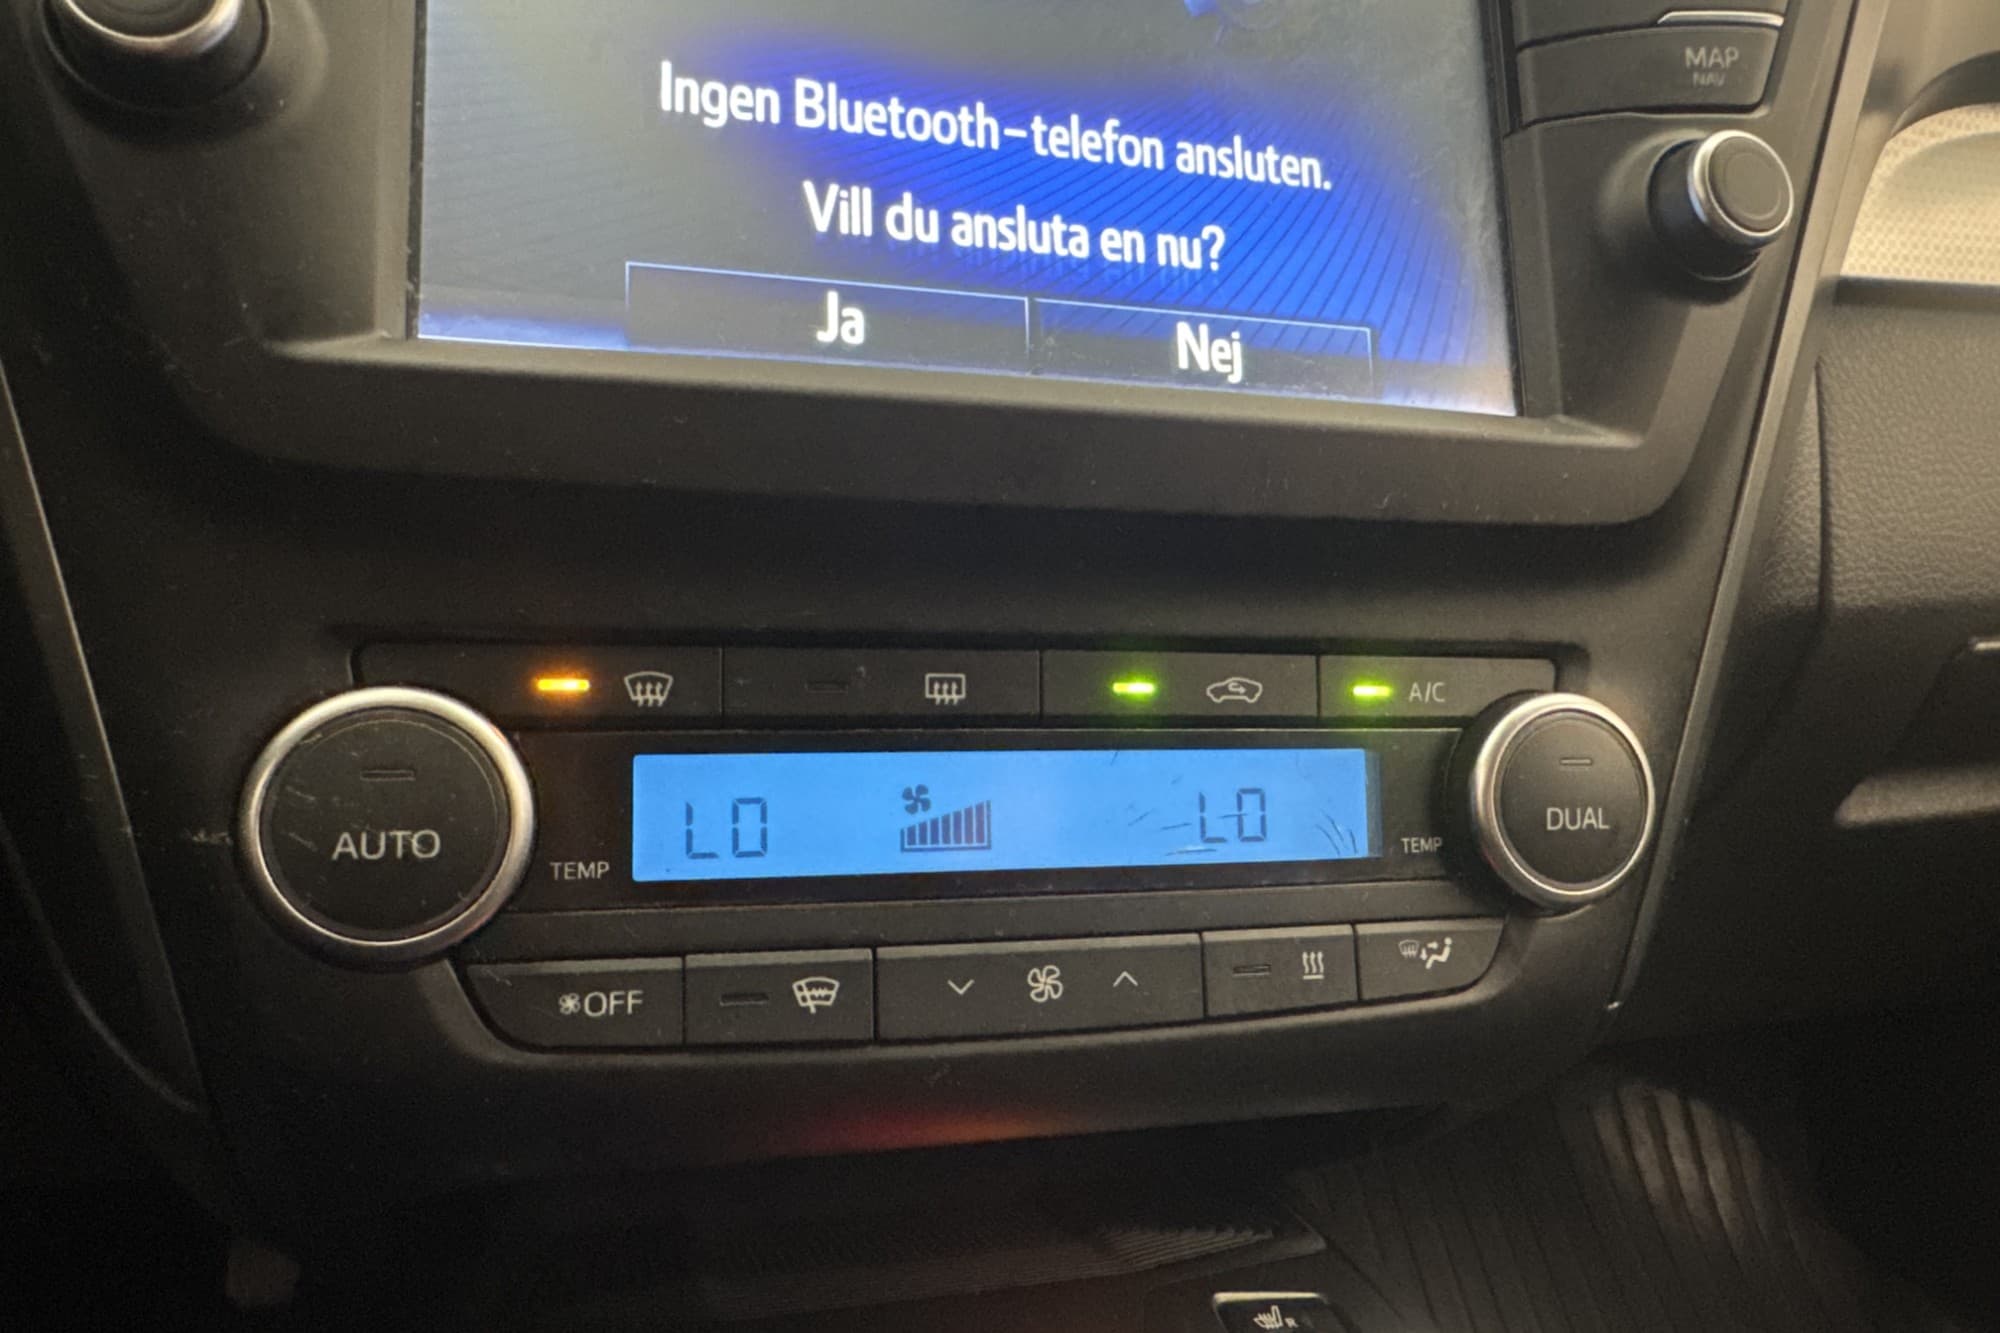 MAP
NAV
Ingen Bluetooth-telefon ansluten.
Vill du ansluta en nu?
Ja
Nej
A/C
AUTO
TEMP
LO
LO
TEMP
DUAL
OFF
R